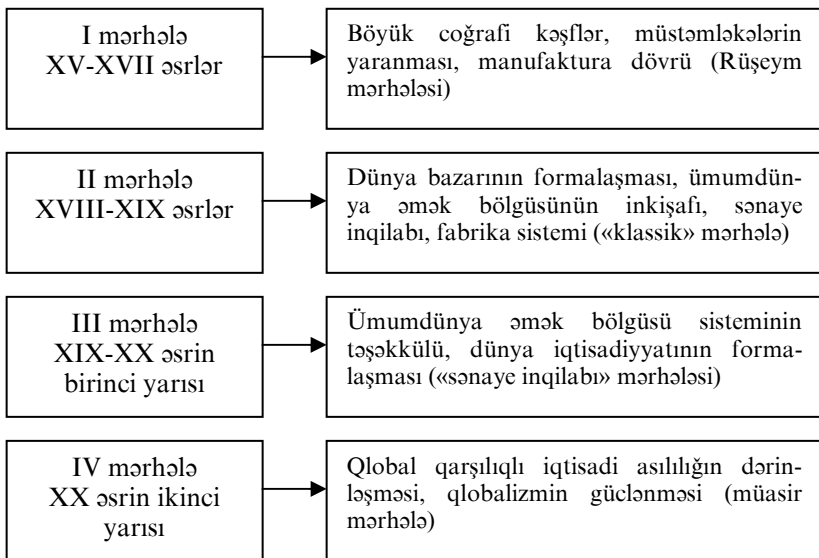 I mərhələ
XV-XVII əsrlər
Böyük coğrafi kəşflər, müstəmləkələrin
yaranması, manufaktura dövrü (Rüşeym
mərhələsi)
II mərhələ
XVIII-XIX əsrlər
Dünya bazarının formalaşması, ümumdün-
ya əmək bölgüsünün inkişafı, sənaye
inqilabı, fabrika sistemi («klassik» mərhələ)
III mərhələ
XIX-XX əsrin
birinci yarısı
Ümumdünya əmək bölgüsü sisteminin
təşəkkülü, dünya iqtisadiyyatının forma-
laşması («sənaye inqilabı» mərhələsi)
IV mərhələ
XX əsrin ikinci
yarısı
Qlobal qarşılıqlı iqtisadi asılılığın dərin-
ləşməsi, qlobalizmin güclənməsi (müasir
mərhələ)